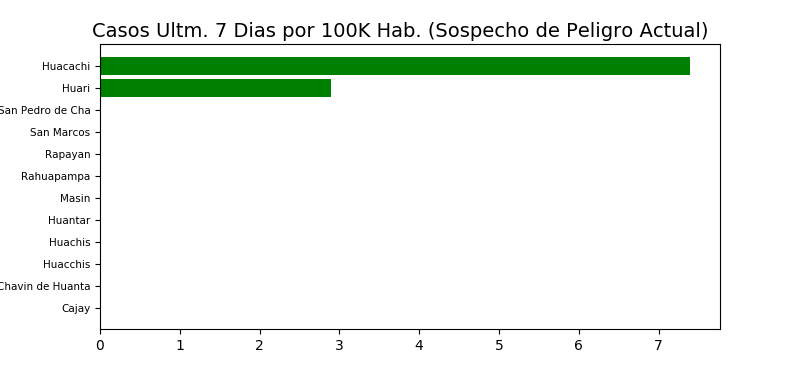 Casos Ultm. 7 Dias por 100K Hab. (Sospecho de Peligro Actual)
Huacachi
Huari
San Pedro de Cha
San Marcos
Rapayan
Rahuapampa
Masin
Huantar
Huachis
Huacchis
Chavin de Huanta
Cajay
0 1 2 3 4 5 6 7